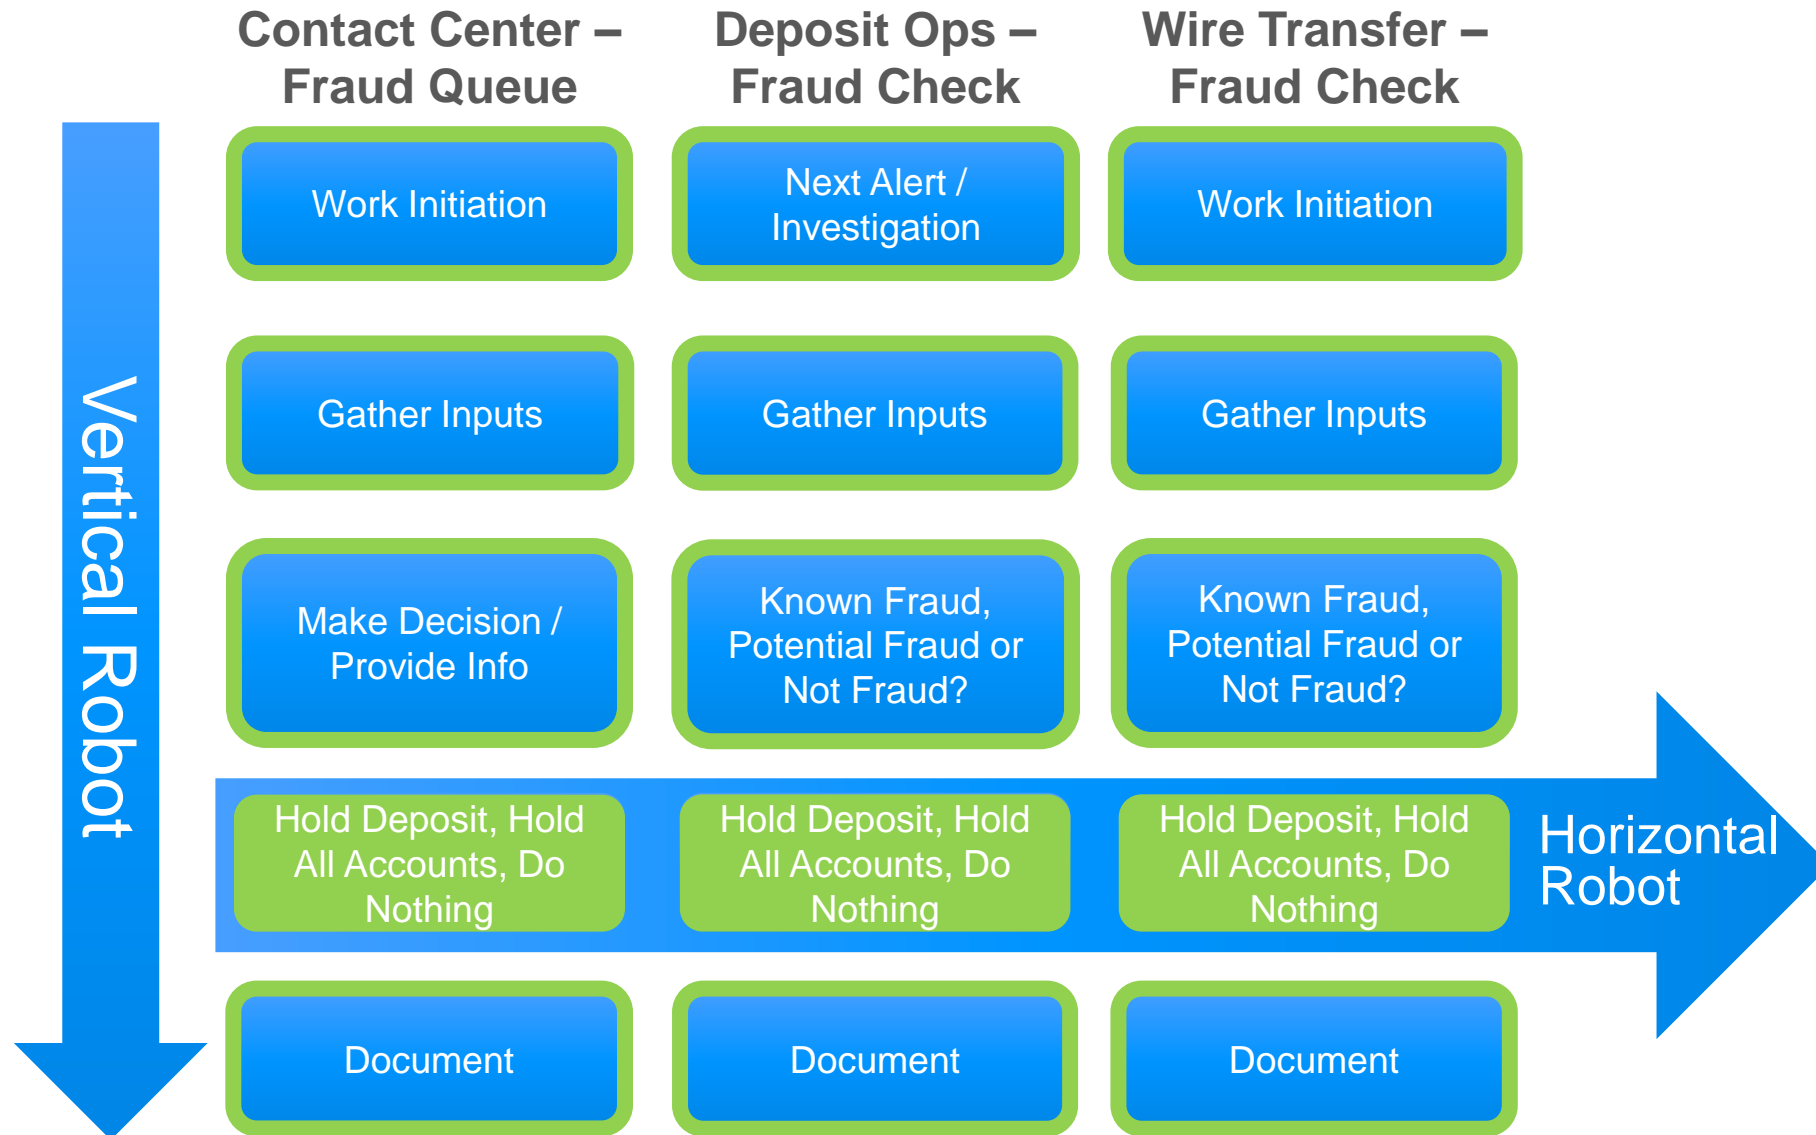 Contact Center –
Fraud Queue
Deposit Ops –
Fraud Check
Wire Transfer –
Fraud Check
Vertical Robot
Work Initiation
Next Alert /
Investigation
Work Initiation
Gather Inputs
Gather Inputs
Gather Inputs
Make Decision /
Provide Info
Known Fraud,
Potential Fraud or
Not Fraud?
Known Fraud,
Potential Fraud or
Not Fraud?
Hold Deposit, Hold
All Accounts, Do
Nothing
Hold Deposit, Hold
All Accounts, Do
Nothing
Hold Deposit, Hold
All Accounts, Do
Nothing
Horizontal
Robot
Document
Document
Document